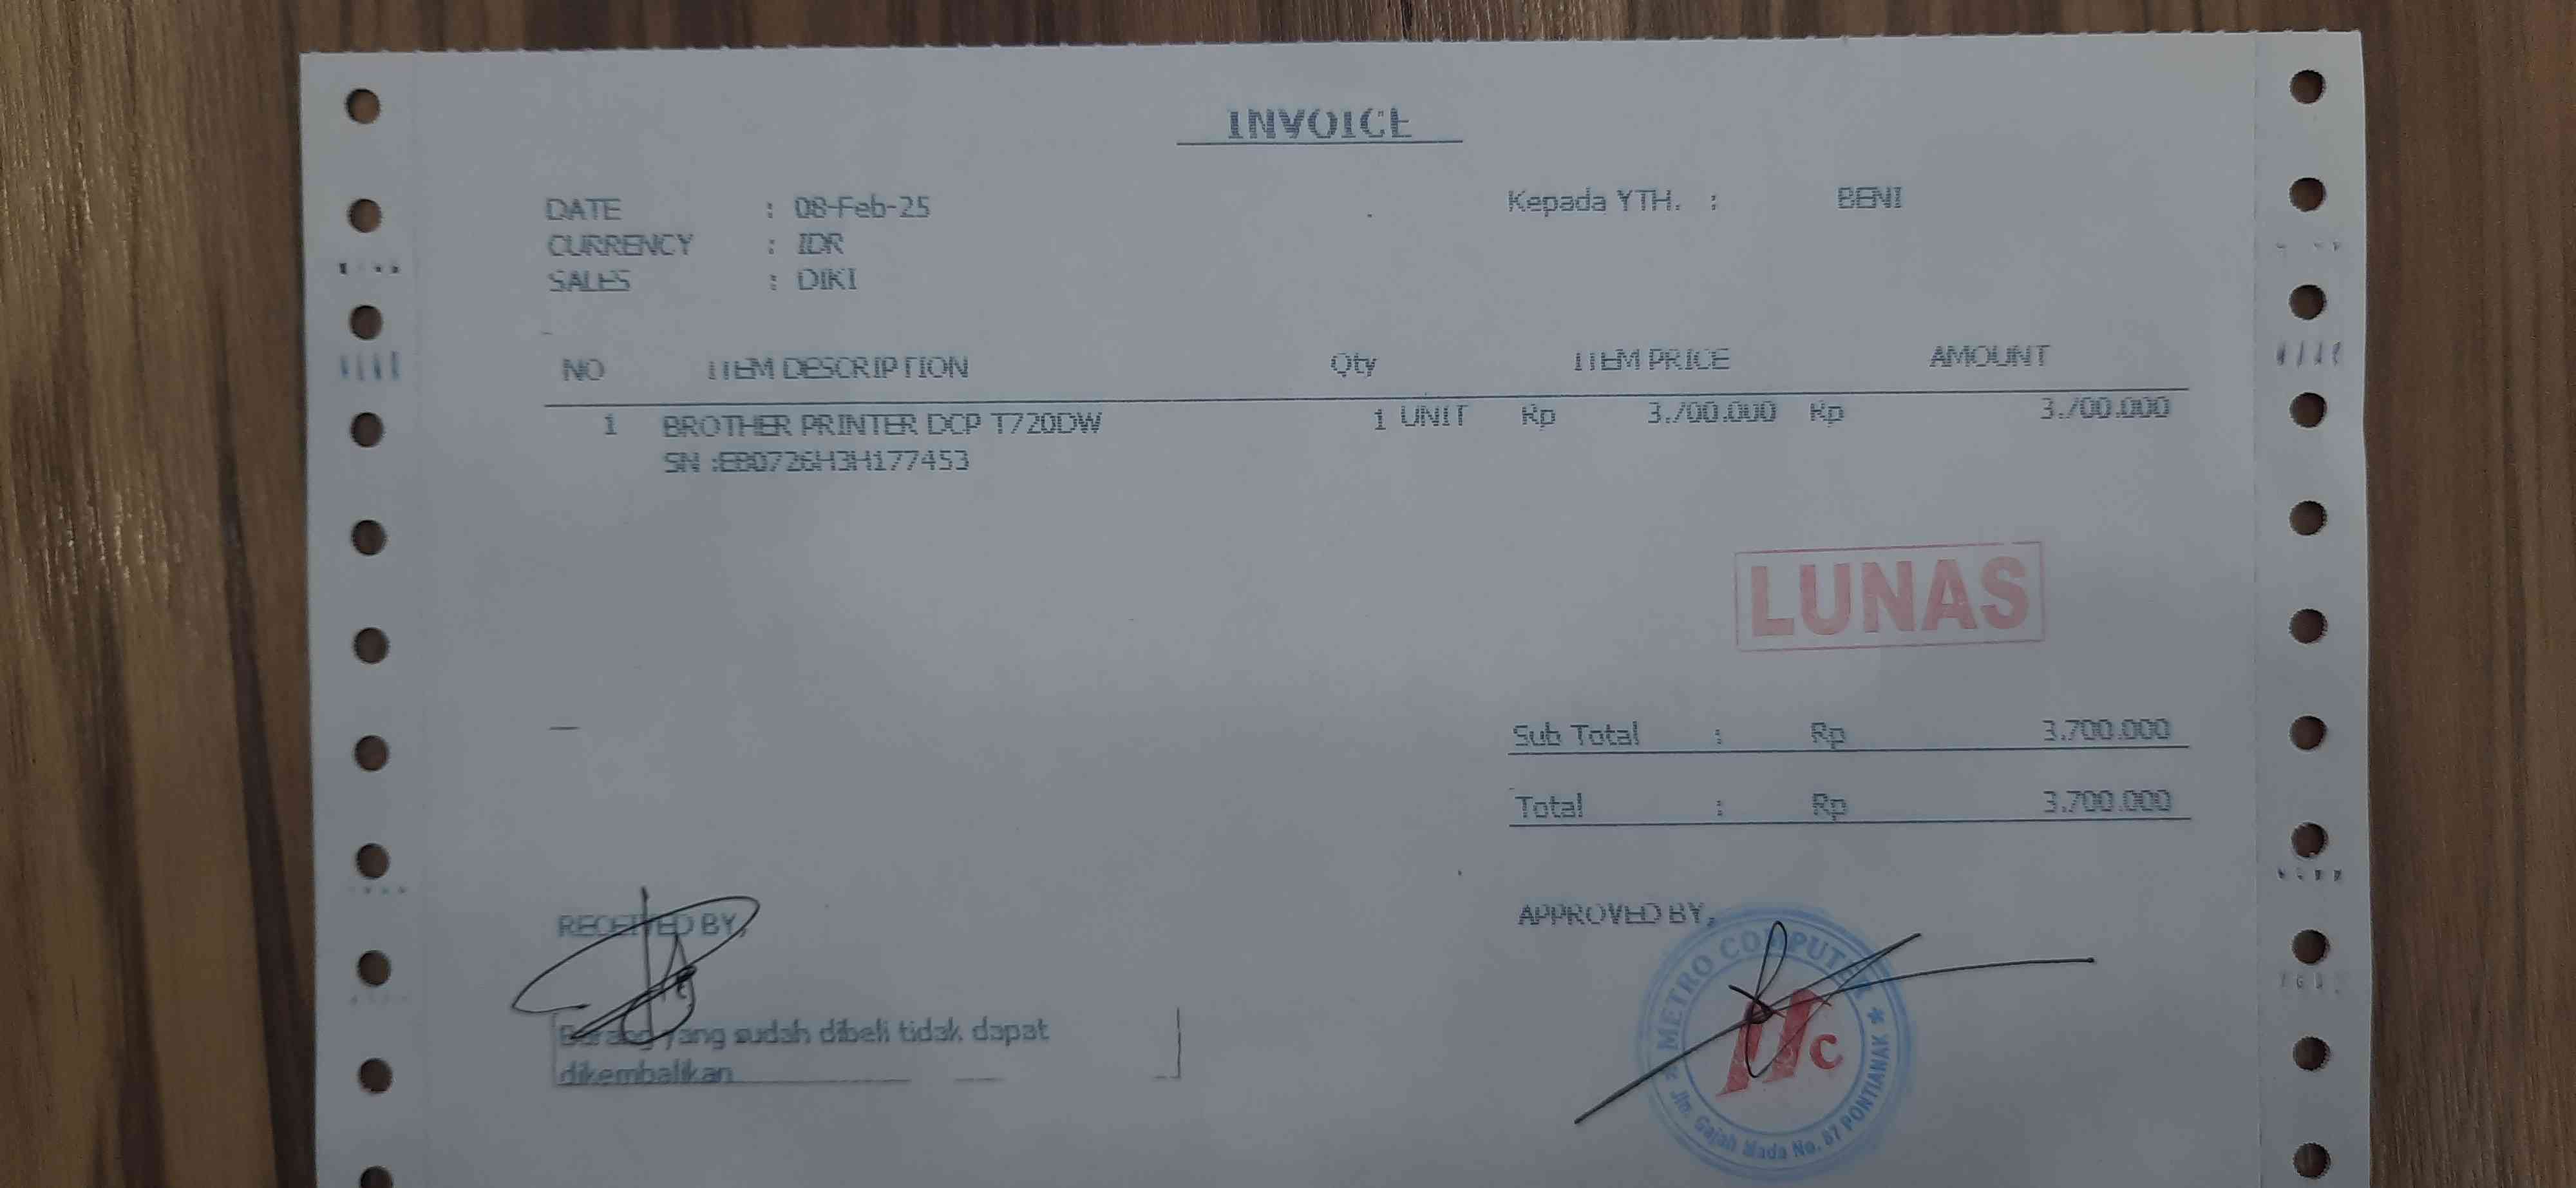 INVOICE
DATE : 08-Feb-25 Kepada YTH. : BENI
CURRENCY : IDR
SALES : DIKI
NO ITEM DESCRIPTION Qty ITEM PRICE AMOUNT
1 BROTHER PRINTER DCP T720DW 1 UNIT Rp 3.700.000 Rp 3.700.000
SN :E80726H3H177453
LUNAS
Sub Total : Rp 3.700.000
Total : Rp 3.700.000
RECEIVED BY, APPROVED BY,
Barang yang sudah dibeli tidak dapat
dikembalikan
METRO COMPUTER
Jln. Gajah Mada No. 67 PONTIANAK